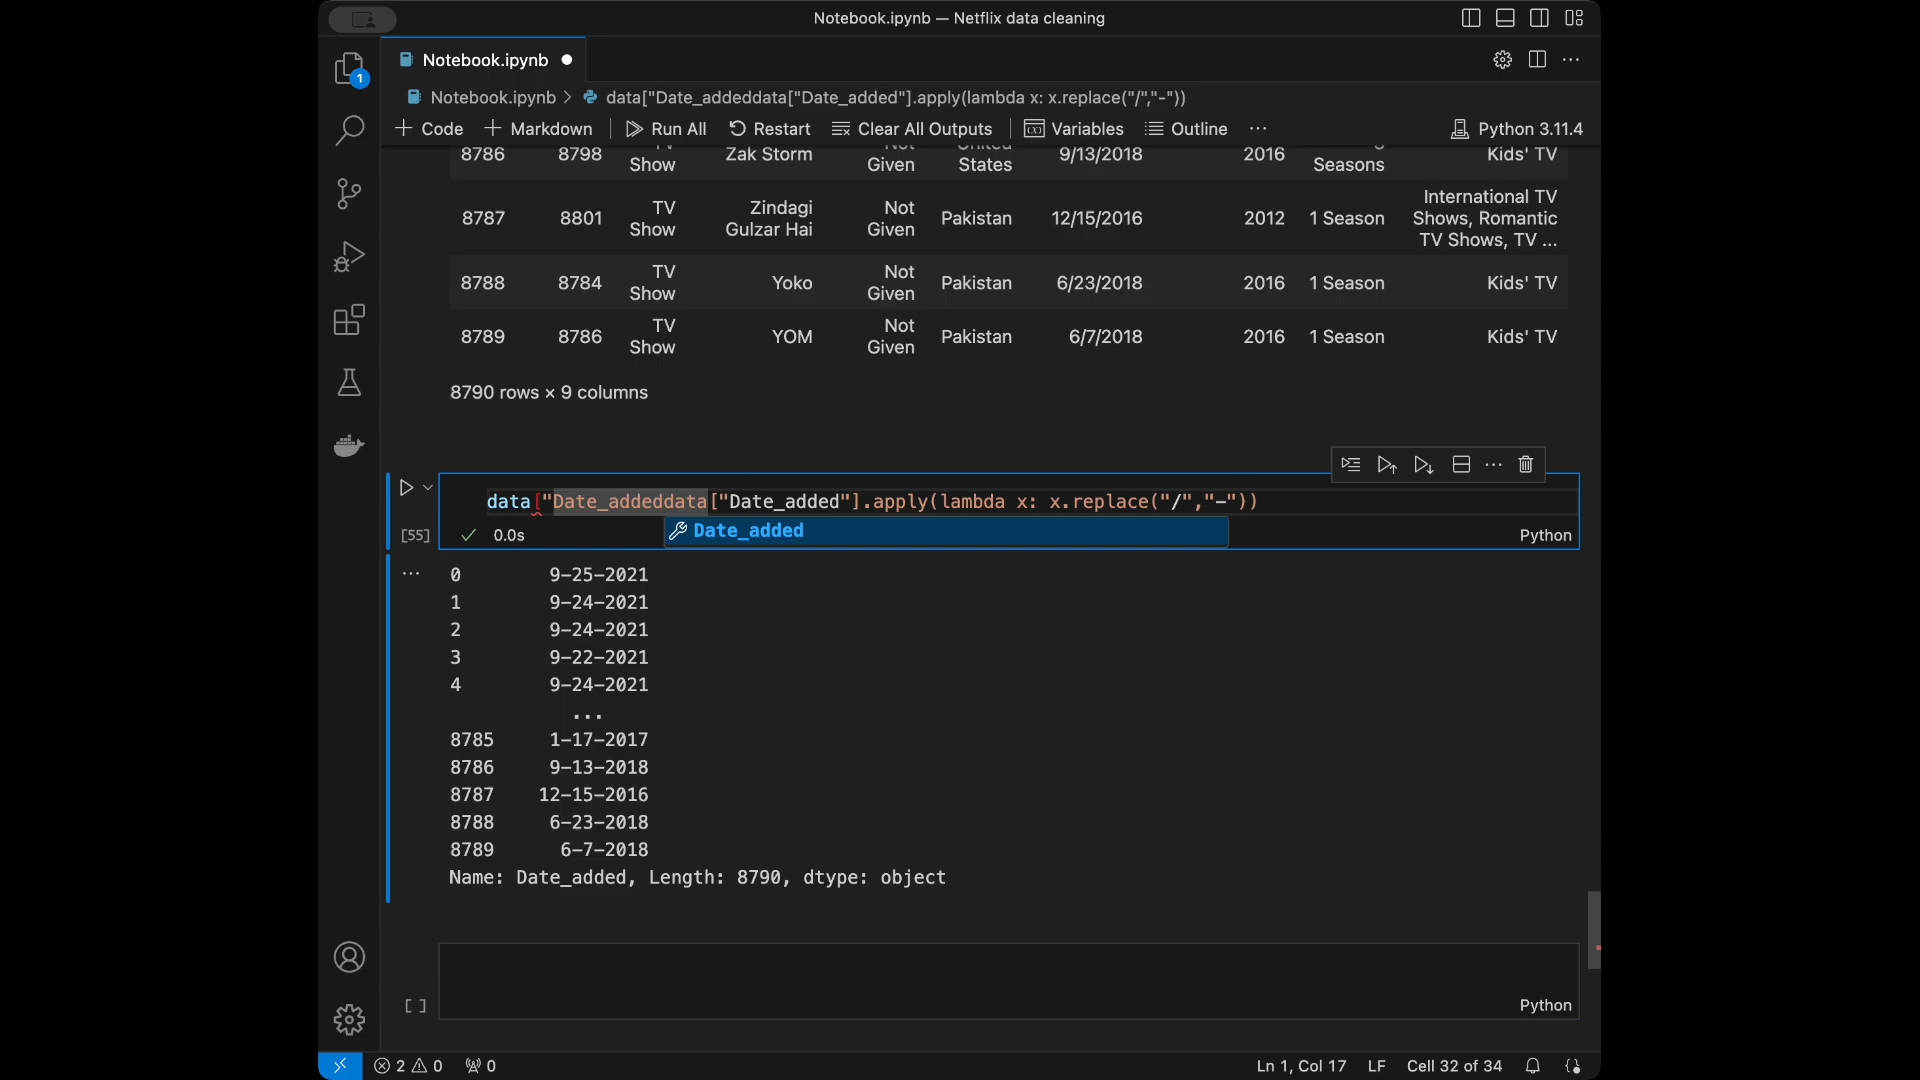 Notebook.ipynb — Netflix data cleaning
1
Notebook.ipynb
Notebook.ipynb > data["Date_addeddata["Date_added"].apply(lambda x: x.replace("/","-"))
Code Markdown Run All Restart Clear All Outputs Variables Outline ... Python 3.11.4
8786 8798 TV Show Zak Storm Not Given United States 9/13/2018 2016 Seasons Kids' TV
8787 8801 TV Show Zindagi Gulzar Hai Not Given Pakistan 12/15/2016 2012 1 Season International TV Shows, Romantic TV Shows, TV ...
8788 8784 TV Show Yoko Not Given Pakistan 6/23/2018 2016 1 Season Kids' TV
8789 8786 TV Show YOM Not Given Pakistan 6/7/2018 2016 1 Season Kids' TV
8790 rows × 9 columns
data["Date_addeddata["Date_added"].apply(lambda x: x.replace("/","-"))
Date_added
[55] 0.0s Python
0 9-25-2021
1 9-24-2021
2 9-24-2021
3 9-22-2021
4 9-24-2021
...
8785 1-17-2017
8786 9-13-2018
8787 12-15-2016
8788 6-23-2018
8789 6-7-2018
Name: Date_added, Length: 8790, dtype: object
[ ] Python
2 0 0 Ln 1, Col 17 LF Cell 32 of 34